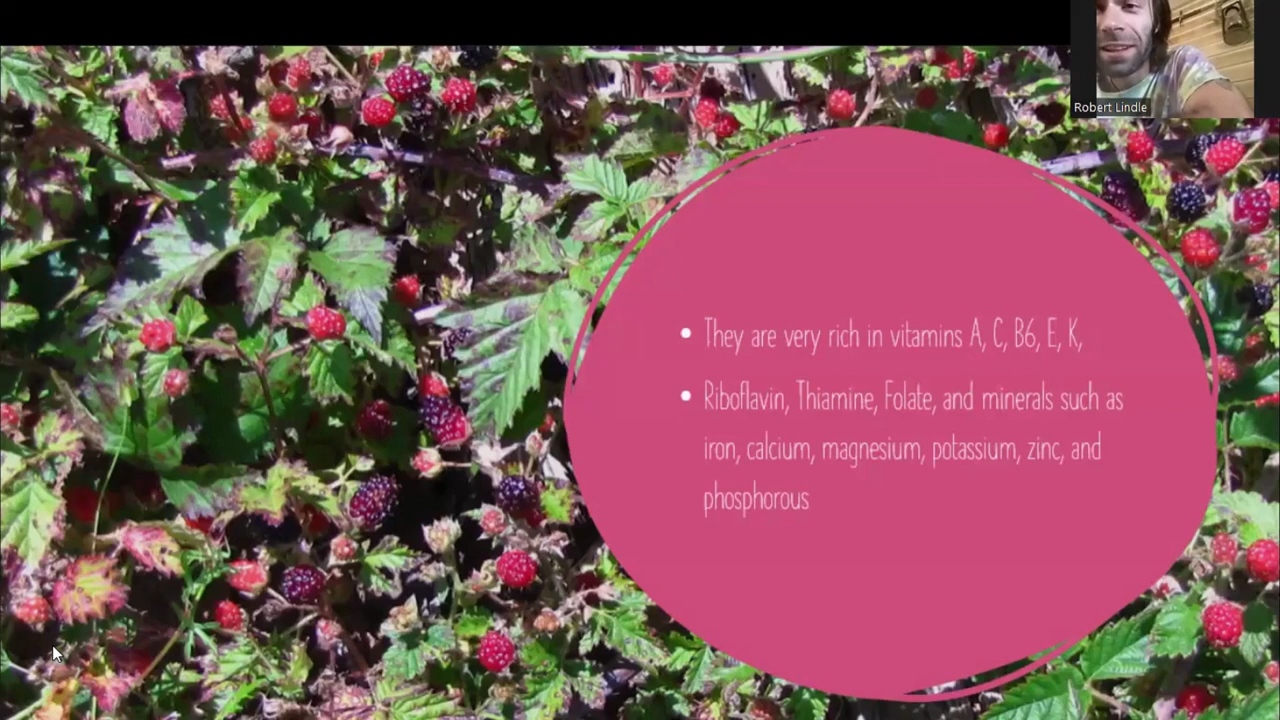 Robert Lindle
They are very rich in vitamins A, C, B6, E, K,
Riboflavin, Thiamine, Folate, and minerals such as
iron, calcium, magnesium, potassium, zinc, and
phosphorous